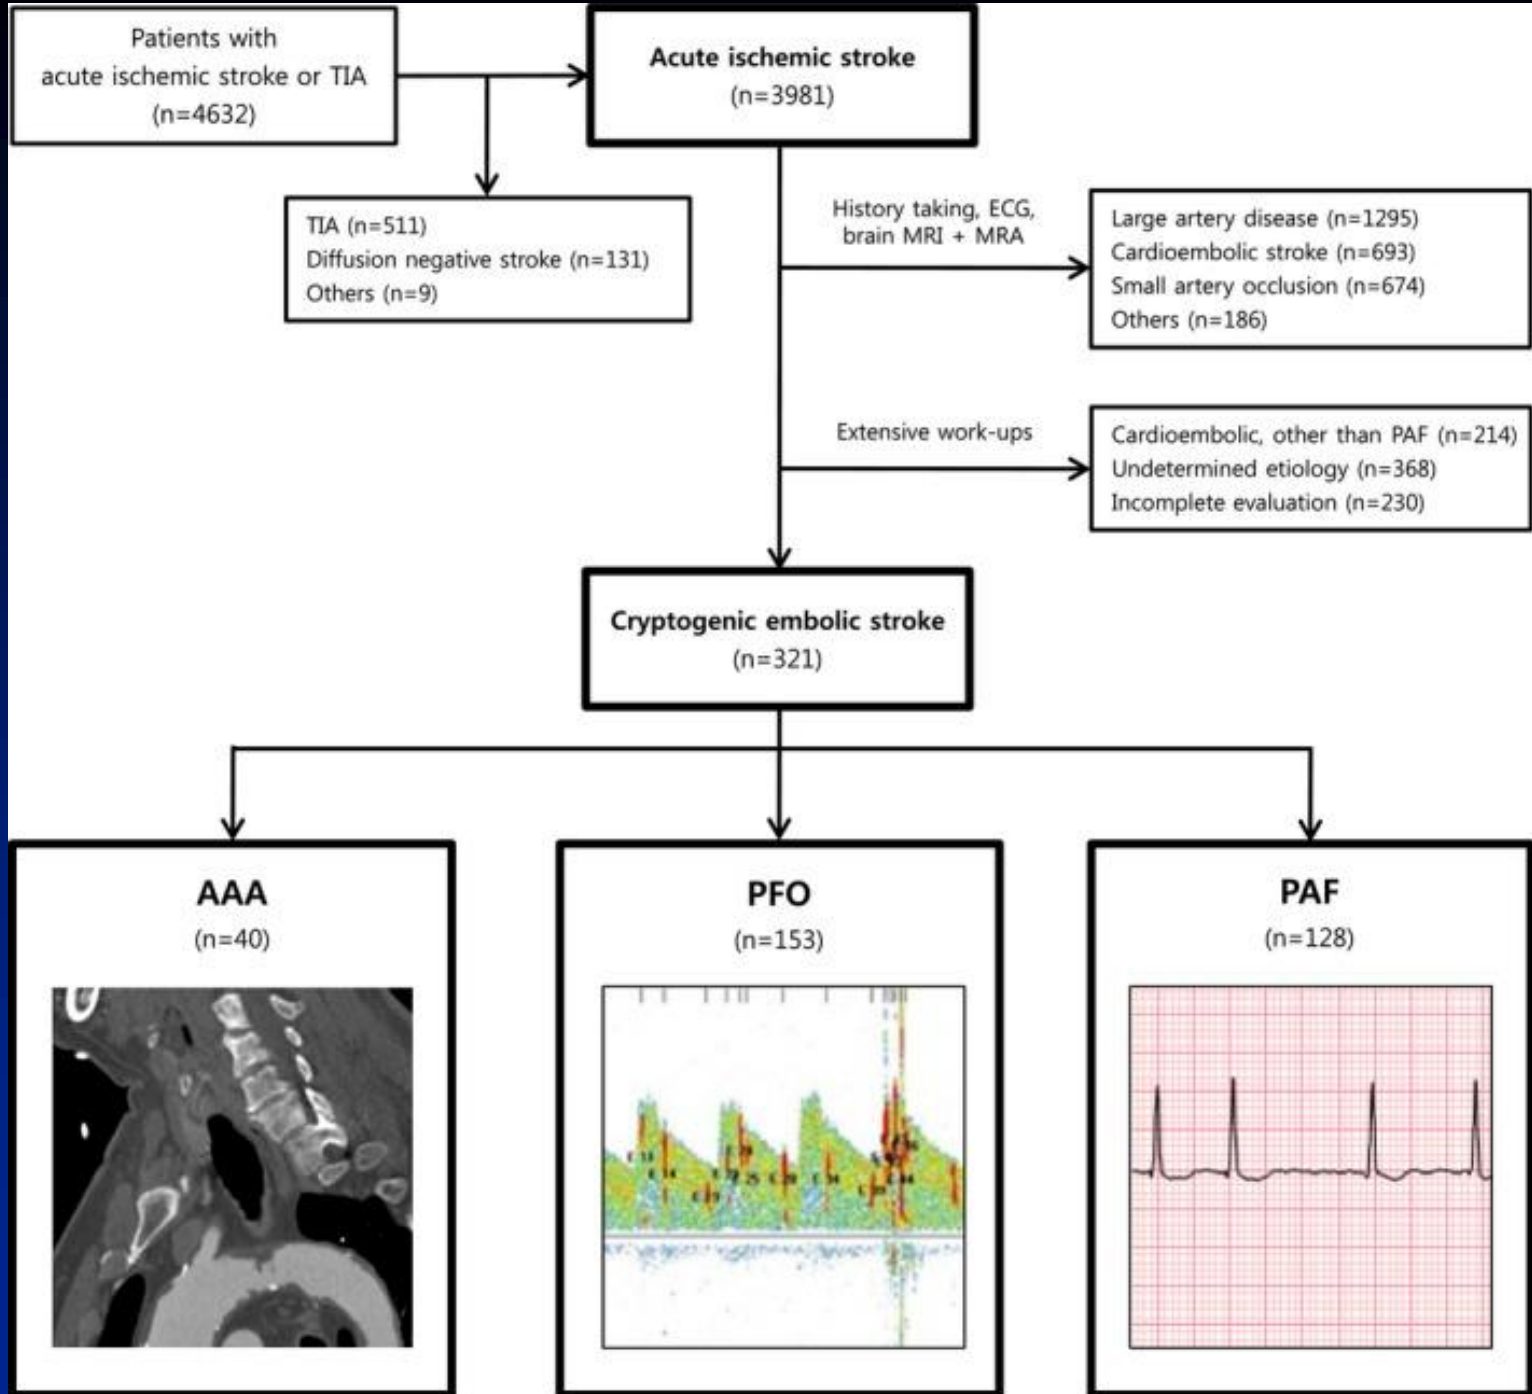 Patients with
acute ischemic stroke or TIA
(n=4632)
Acute ischemic stroke
(n=3981)
TIA (n=511)
Diffusion negative stroke (n=131)
Others (n=9)
History taking, ECG,
brain MRI + MRA
Large artery disease (n=1295)
Cardioembolic stroke (n=693)
Small artery occlusion (n=674)
Others (n=186)
Extensive work-ups
Cardioembolic, other than PAF (n=214)
Undetermined etiology (n=368)
Incomplete evaluation (n=230)
Cryptogenic embolic stroke
(n=321)
AAA
(n=40)
PFO
(n=153)
PAF
(n=128)